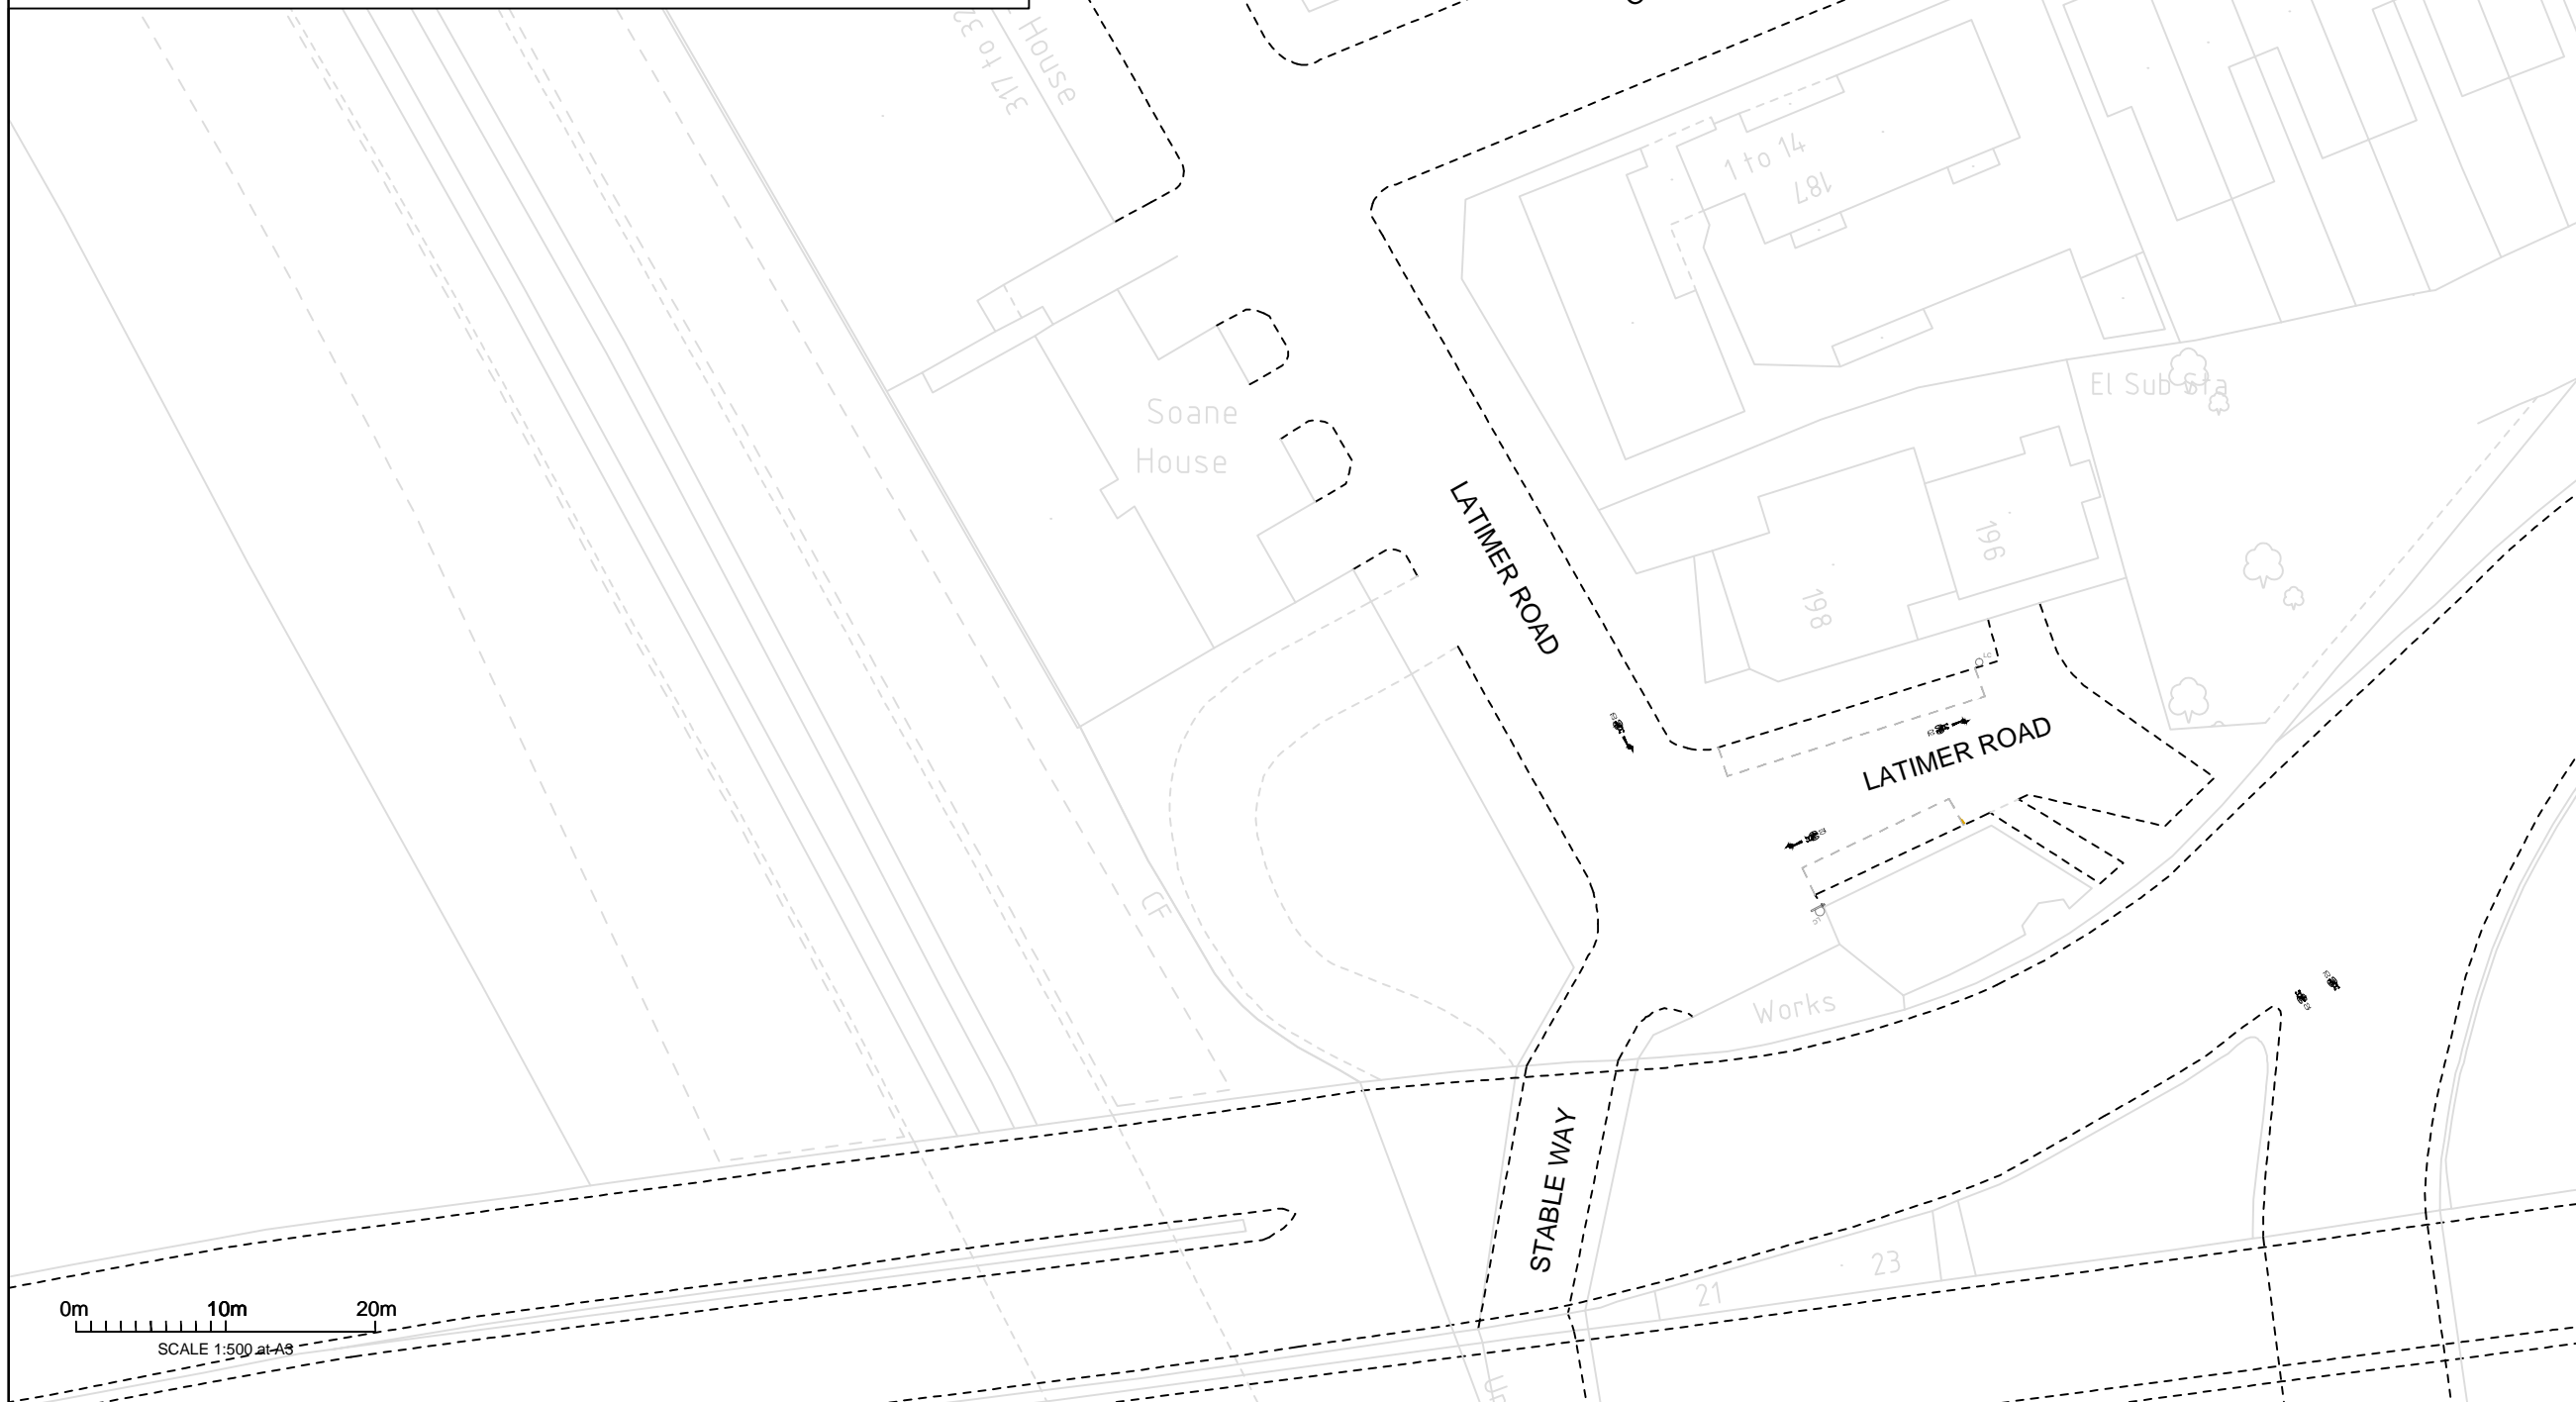 House
317 to 32
1 to 14
187
El Sub Sta
Soane
House
LATIMER ROAD
196
198
LATIMER ROAD
CF
Works
STABLE WAY
23
21
0m 10m 20m
SCALE 1:500 at A3